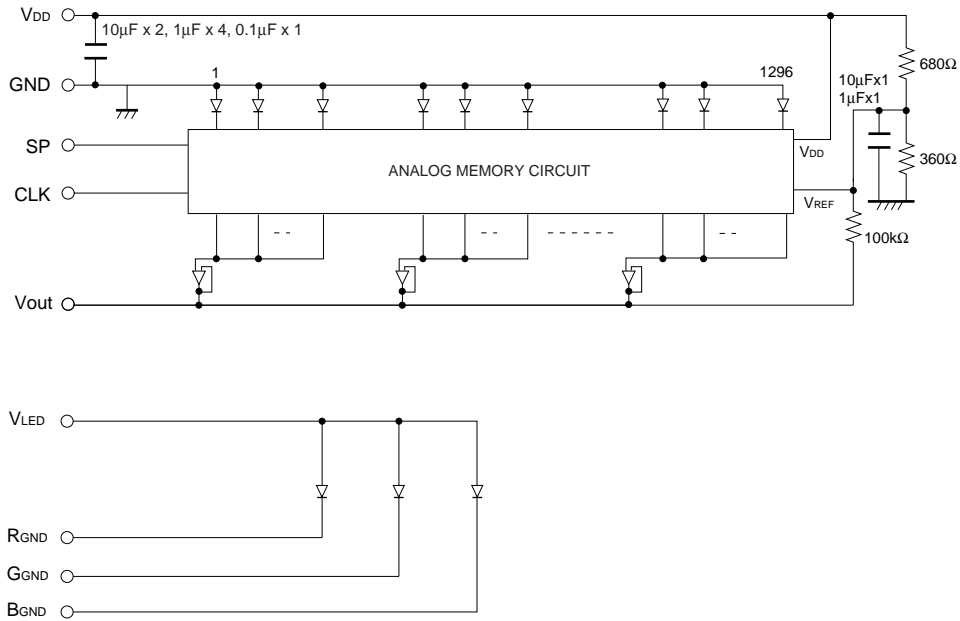 VDD
10µF x 2, 1µF x 4, 0.1µF x 1
680Ω
GND
1
1296
10µFx1
1µFx1
SP
VDD
ANALOG MEMORY CIRCUIT
360Ω
CLK
VREF
100kΩ
Vout
VLED
RGND
GGND
BGND